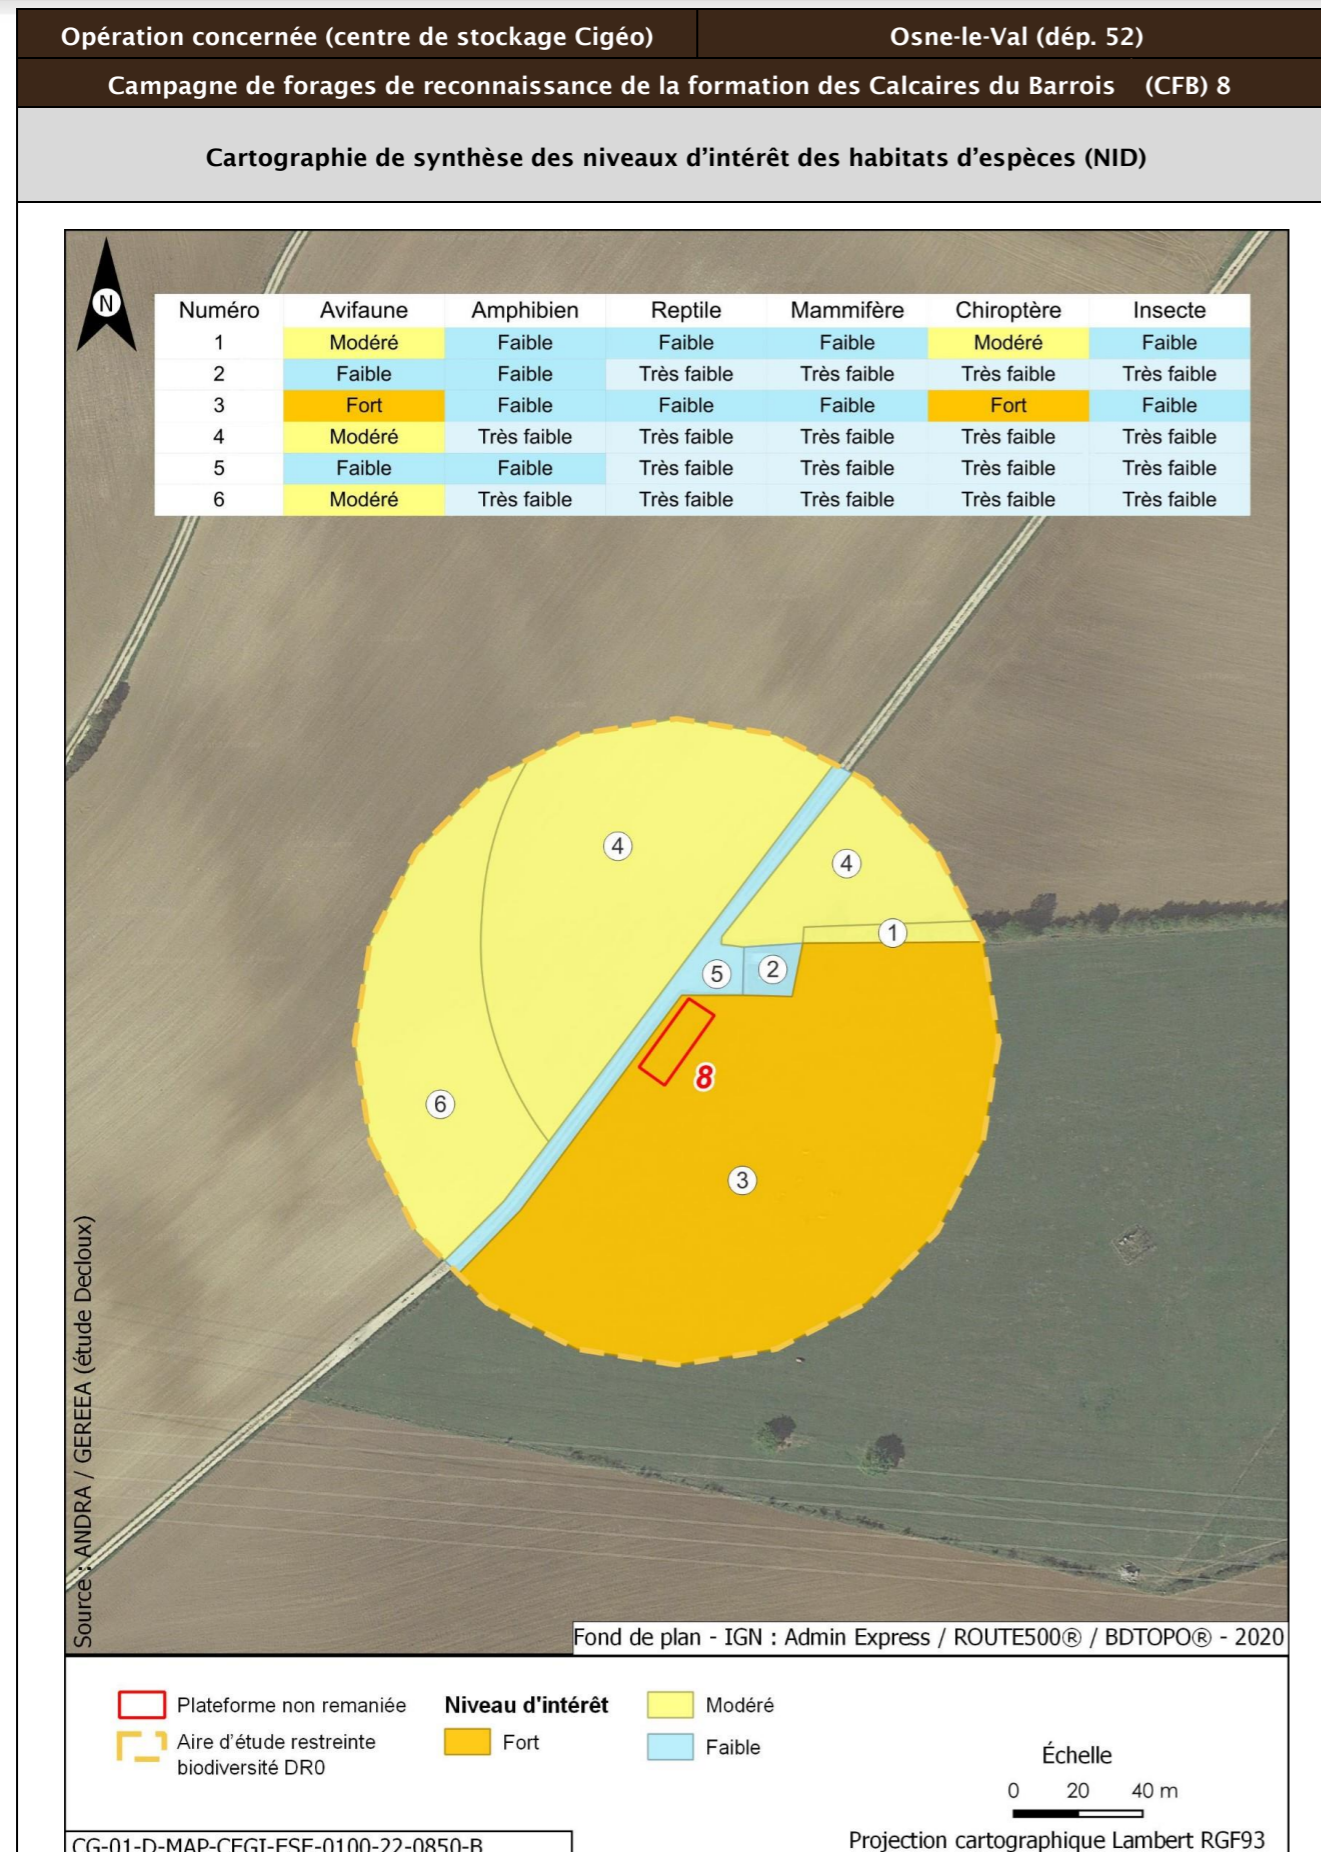 Opération concernée (centre de stockage Cigéo) Osne-le-Val (dép. 52)
Campagne de forages de reconnaissance de la formation des Calcaires du Barrois (CFB) 8
Cartographie de synthèse des niveaux d'intérêt des habitats d'espèces (NID)
N
Numéro Avifaune Amphibien Reptile Mammifère Chiroptère Insecte
1 Modéré Faible Faible Faible Modéré Faible
2 Faible Faible Très faible Très faible Très faible Très faible
3 Fort Faible Faible Faible Fort Faible
4 Modéré Très faible Très faible Très faible Très faible Très faible
5 Faible Faible Très faible Très faible Très faible Très faible
6 Modéré Très faible Très faible Très faible Très faible Très faible
4
4
1
5
2
8
6
3
Source : ANDRA / GEREEA (étude Decloux)
Fond de plan - IGN : Admin Express / ROUTE500® / BDTOPO® - 2020
Plateforme non remaniée
Aire d'étude restreinte
biodiversité DR0
Niveau d'intérêt
Fort
Modéré
Faible
Échelle
0 20 40 m
Projection cartographique Lambert RGF93
CG-01-D-MAP-CEGI-ESE-0100-22-0850-B